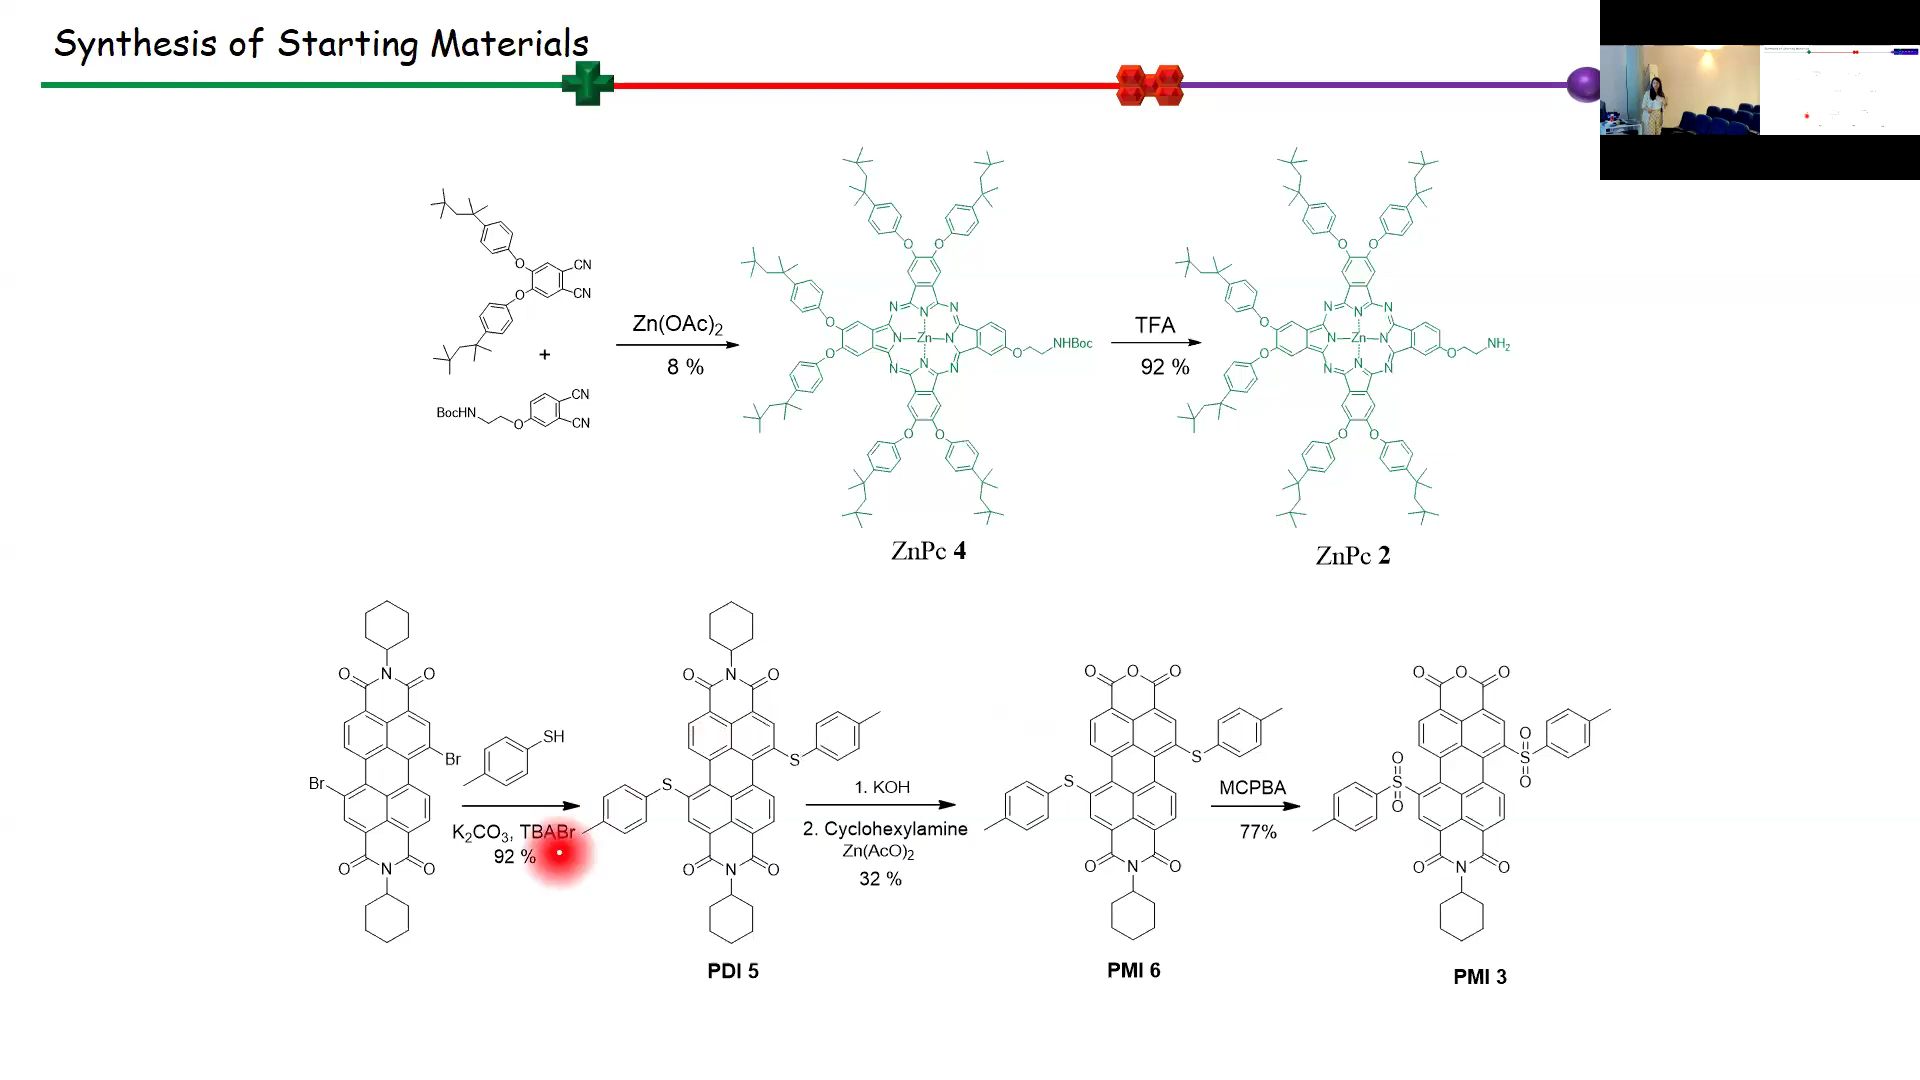 Synthesis of Starting Materials
O
CN
O
CN
+
BocHN
O
CN
CN
Zn(OAc)2
8 %
O
O
O
O
O
O
N
N
N
N
N
N
N
N
Zn
O
NHBoc
ZnPc 4
TFA
92 %
O
O
O
O
O
O
N
N
N
N
N
N
N
N
Zn
O
NH2
ZnPc 2
O
N
O
Br
Br
O
N
O
SH
K2CO3, TBABr
92 %
O
N
O
S
S
O
N
O
PDI 5
1. KOH
2. Cyclohexylamine
Zn(AcO)2
32 %
O
O
O
S
S
O
N
O
PMI 6
MCPBA
77%
O
O
O
O
S
O
O
S
O
O
N
O
PMI 3